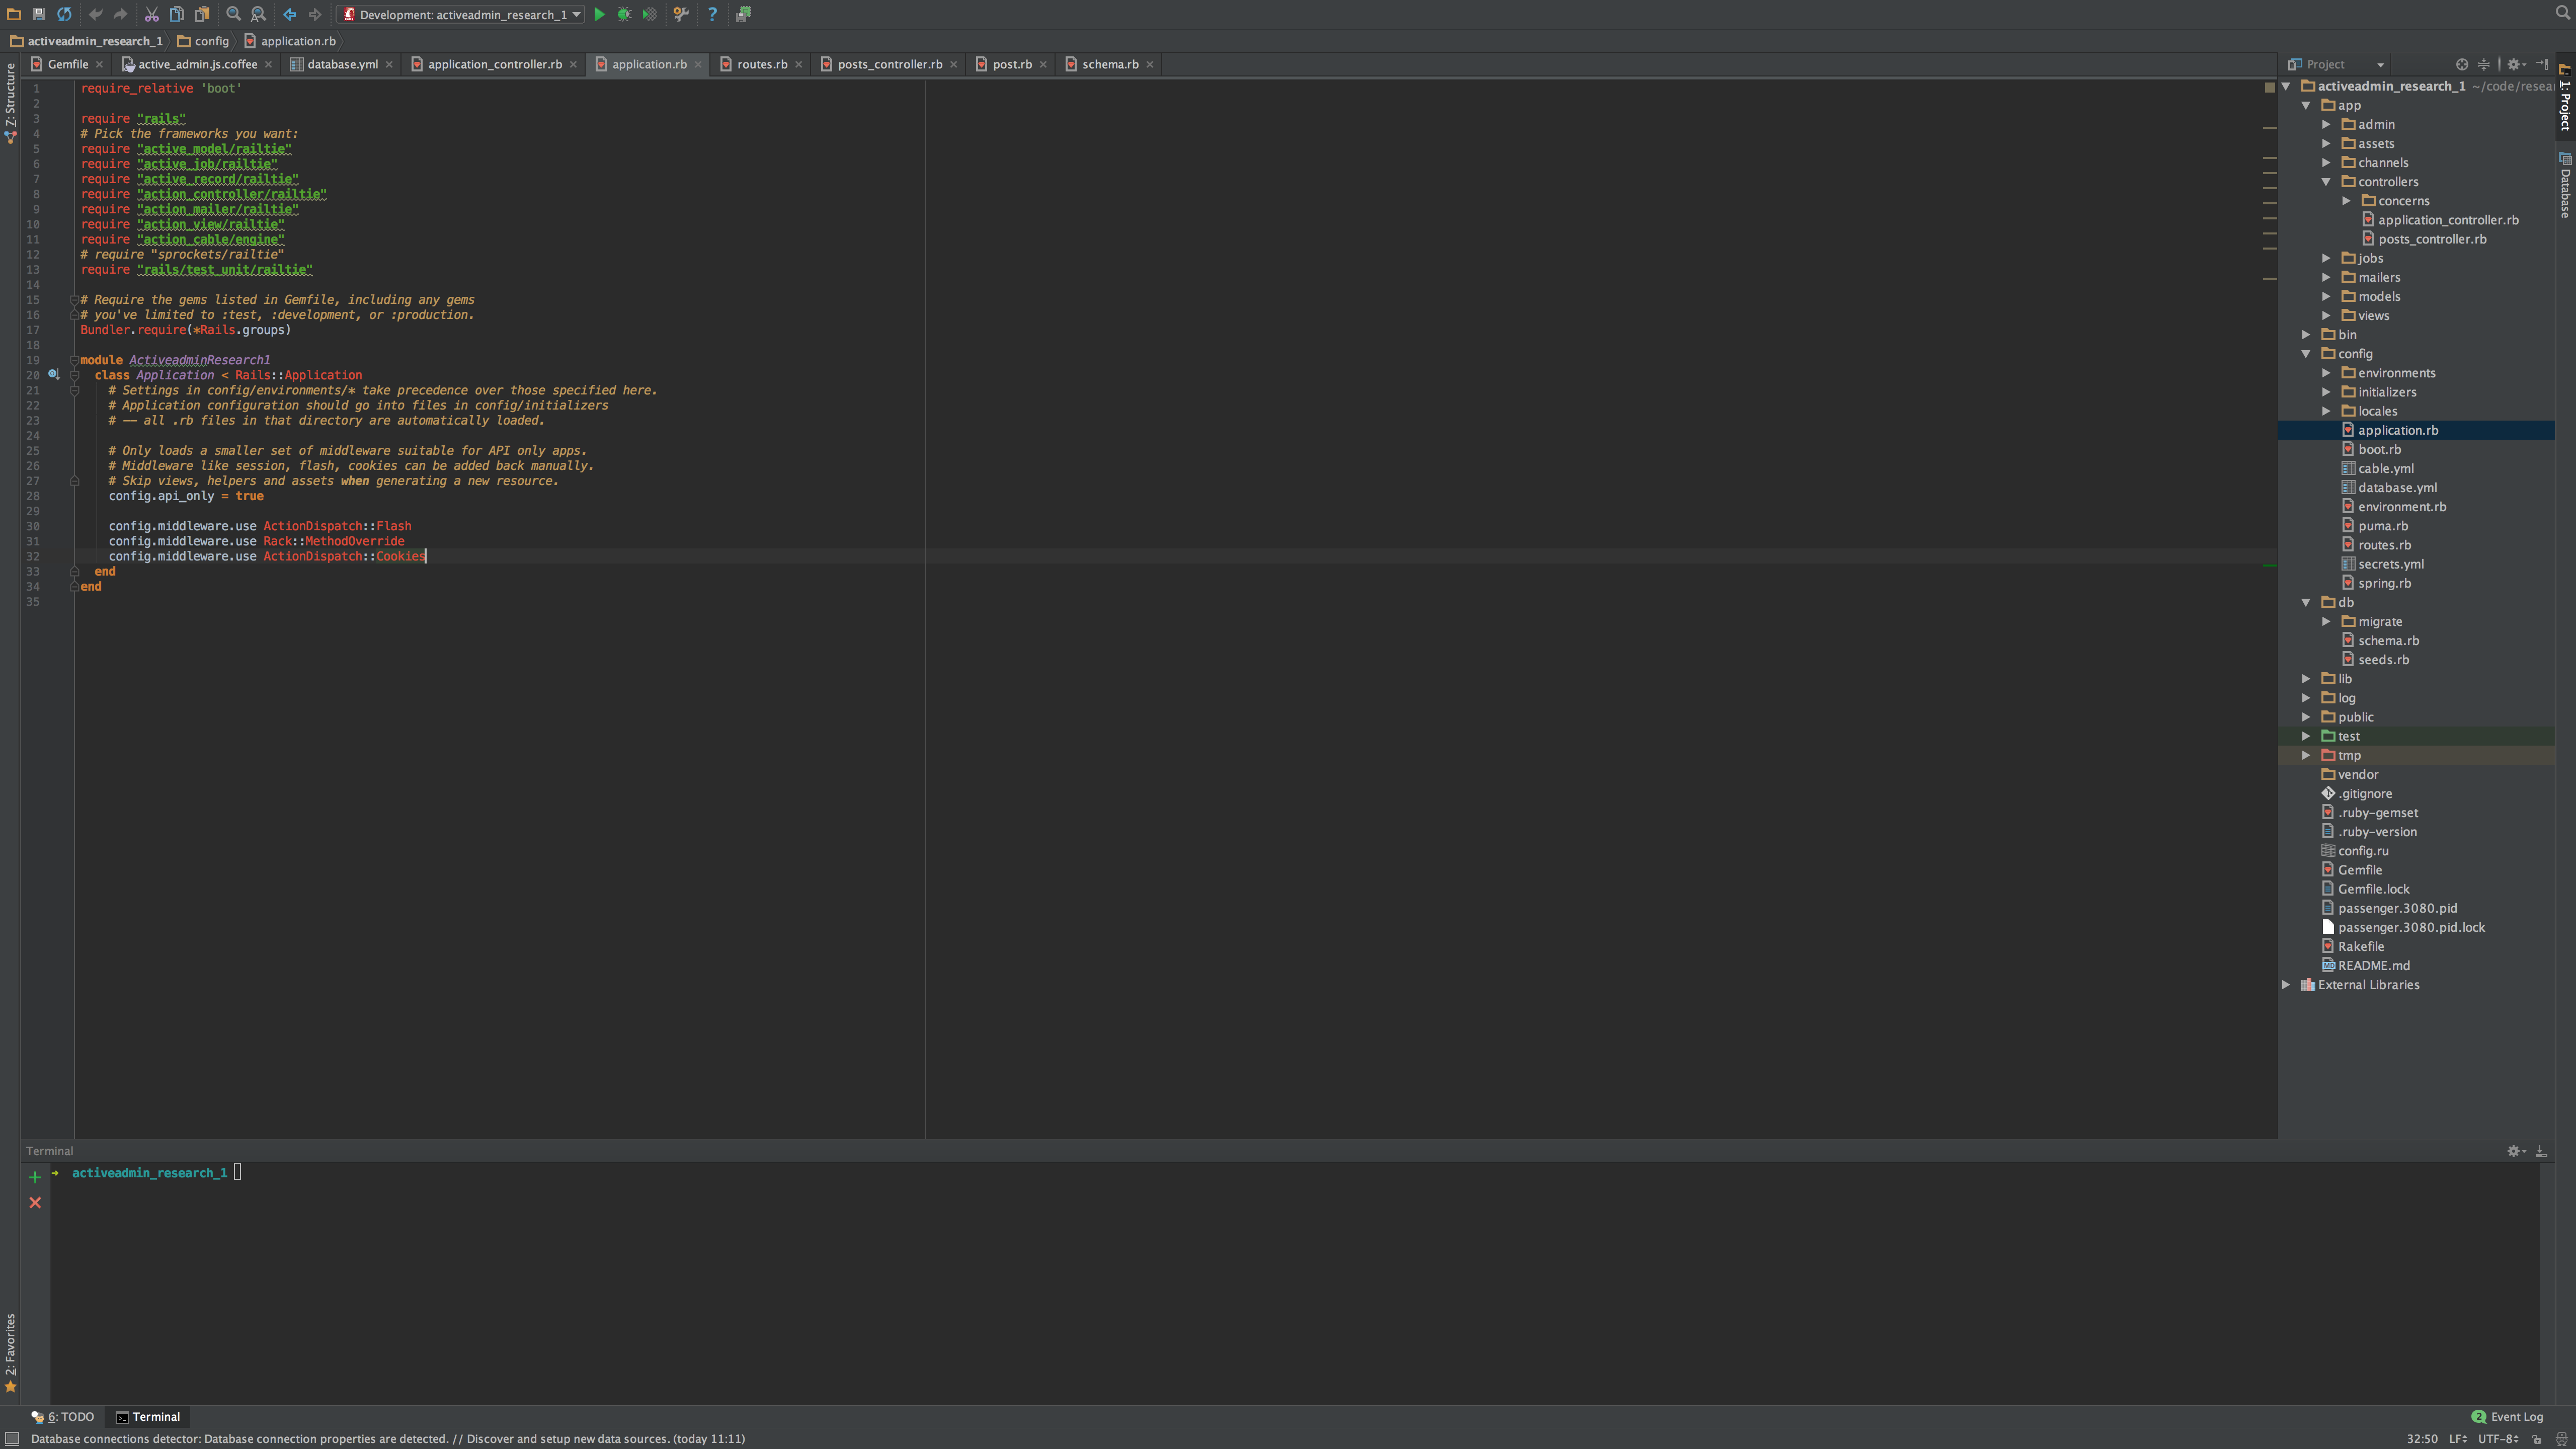 Development: activeadmin_research_1
activeadmin_research_1
config
application.rb
Gemfile
active_admin.js.coffee
database.yml
application_controller.rb
application.rb
routes.rb
posts_controller.rb
post.rb
schema.rb
Z: Structure
1 require_relative 'boot'
2
3 require "rails"
4 # Pick the frameworks you want:
5 require "active_model/railtie"
6 require "active_job/railtie"
7 require "active_record/railtie"
8 require "action_controller/railtie"
9 require "action_mailer/railtie"
10 require "action_view/railtie"
11 require "action_cable/engine"
12 # require "sprockets/railtie"
13 require "rails/test_unit/railtie"
14
15 # Require the gems listed in Gemfile, including any gems
16 # you've limited to :test, :development, or :production.
17 Bundler.require(*Rails.groups)
18
19 module ActiveadminResearch1
20 class Application < Rails::Application
21 # Settings in config/environments/* take precedence over those specified here.
22 # Application configuration should go into files in config/initializers
23 # -- all .rb files in that directory are automatically loaded.
24
25 # Only loads a smaller set of middleware suitable for API only apps.
26 # Middleware like session, flash, cookies can be added back manually.
27 # Skip views, helpers and assets when generating a new resource.
28 config.api_only = true
29
30 config.middleware.use ActionDispatch::Flash
31 config.middleware.use Rack::MethodOverride
32 config.middleware.use ActionDispatch::Cookies
33 end
34 end
35
Project
activeadmin_research_1 ~/code/resea
app
admin
assets
channels
controllers
concerns
application_controller.rb
posts_controller.rb
jobs
mailers
models
views
bin
config
environments
initializers
locales
application.rb
boot.rb
cable.yml
database.yml
environment.rb
puma.rb
routes.rb
secrets.yml
spring.rb
db
migrate
schema.rb
seeds.rb
lib
log
public
test
tmp
vendor
.gitignore
.ruby-gemset
.ruby-version
config.ru
Gemfile
Gemfile.lock
passenger.3080.pid
passenger.3080.pid.lock
Rakefile
README.md
External Libraries
1: Project
Database
Terminal
activeadmin_research_1
2: Favorites
6: TODO
Terminal
2 Event Log
Database connections detector: Database connection properties are detected. // Discover and setup new data sources. (today 11:11)
32:50 LF UTF-8